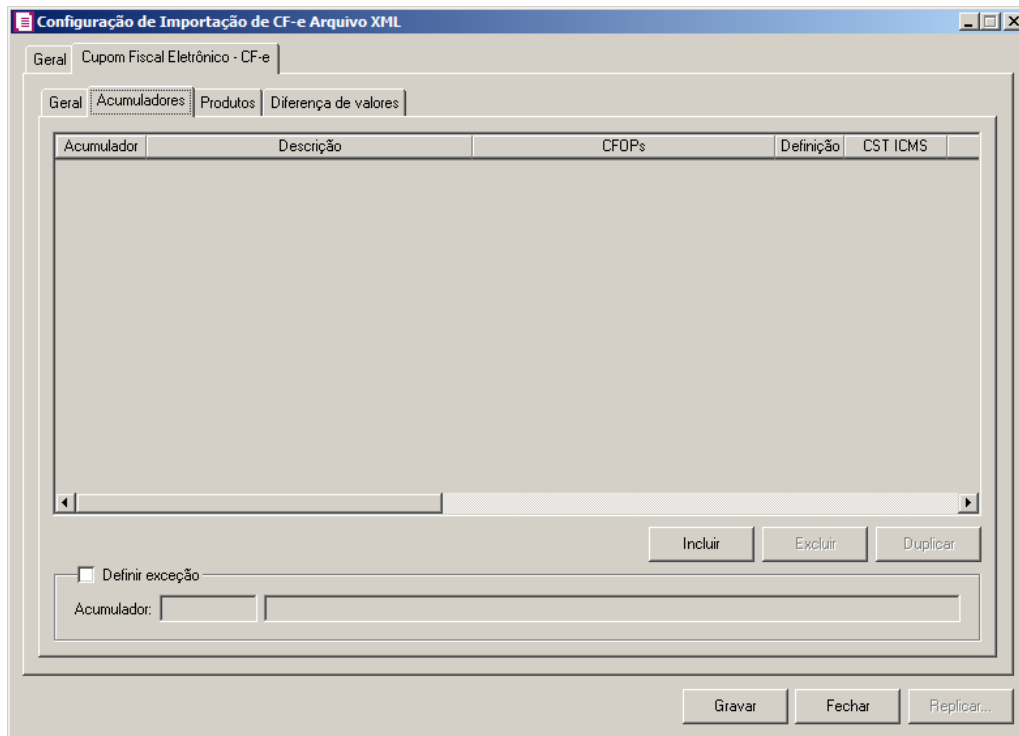 Configuração de Importação de CF-e Arquivo XML
Geral Cupom Fiscal Eletrônico - CF-e
Geral Acumuladores Produtos Diferença de valores
Acumulador Descrição CFOPs Definição CST ICMS
Incluir Excluir Duplicar
Definir exceção
Acumulador:
Gravar Fechar Replicar...